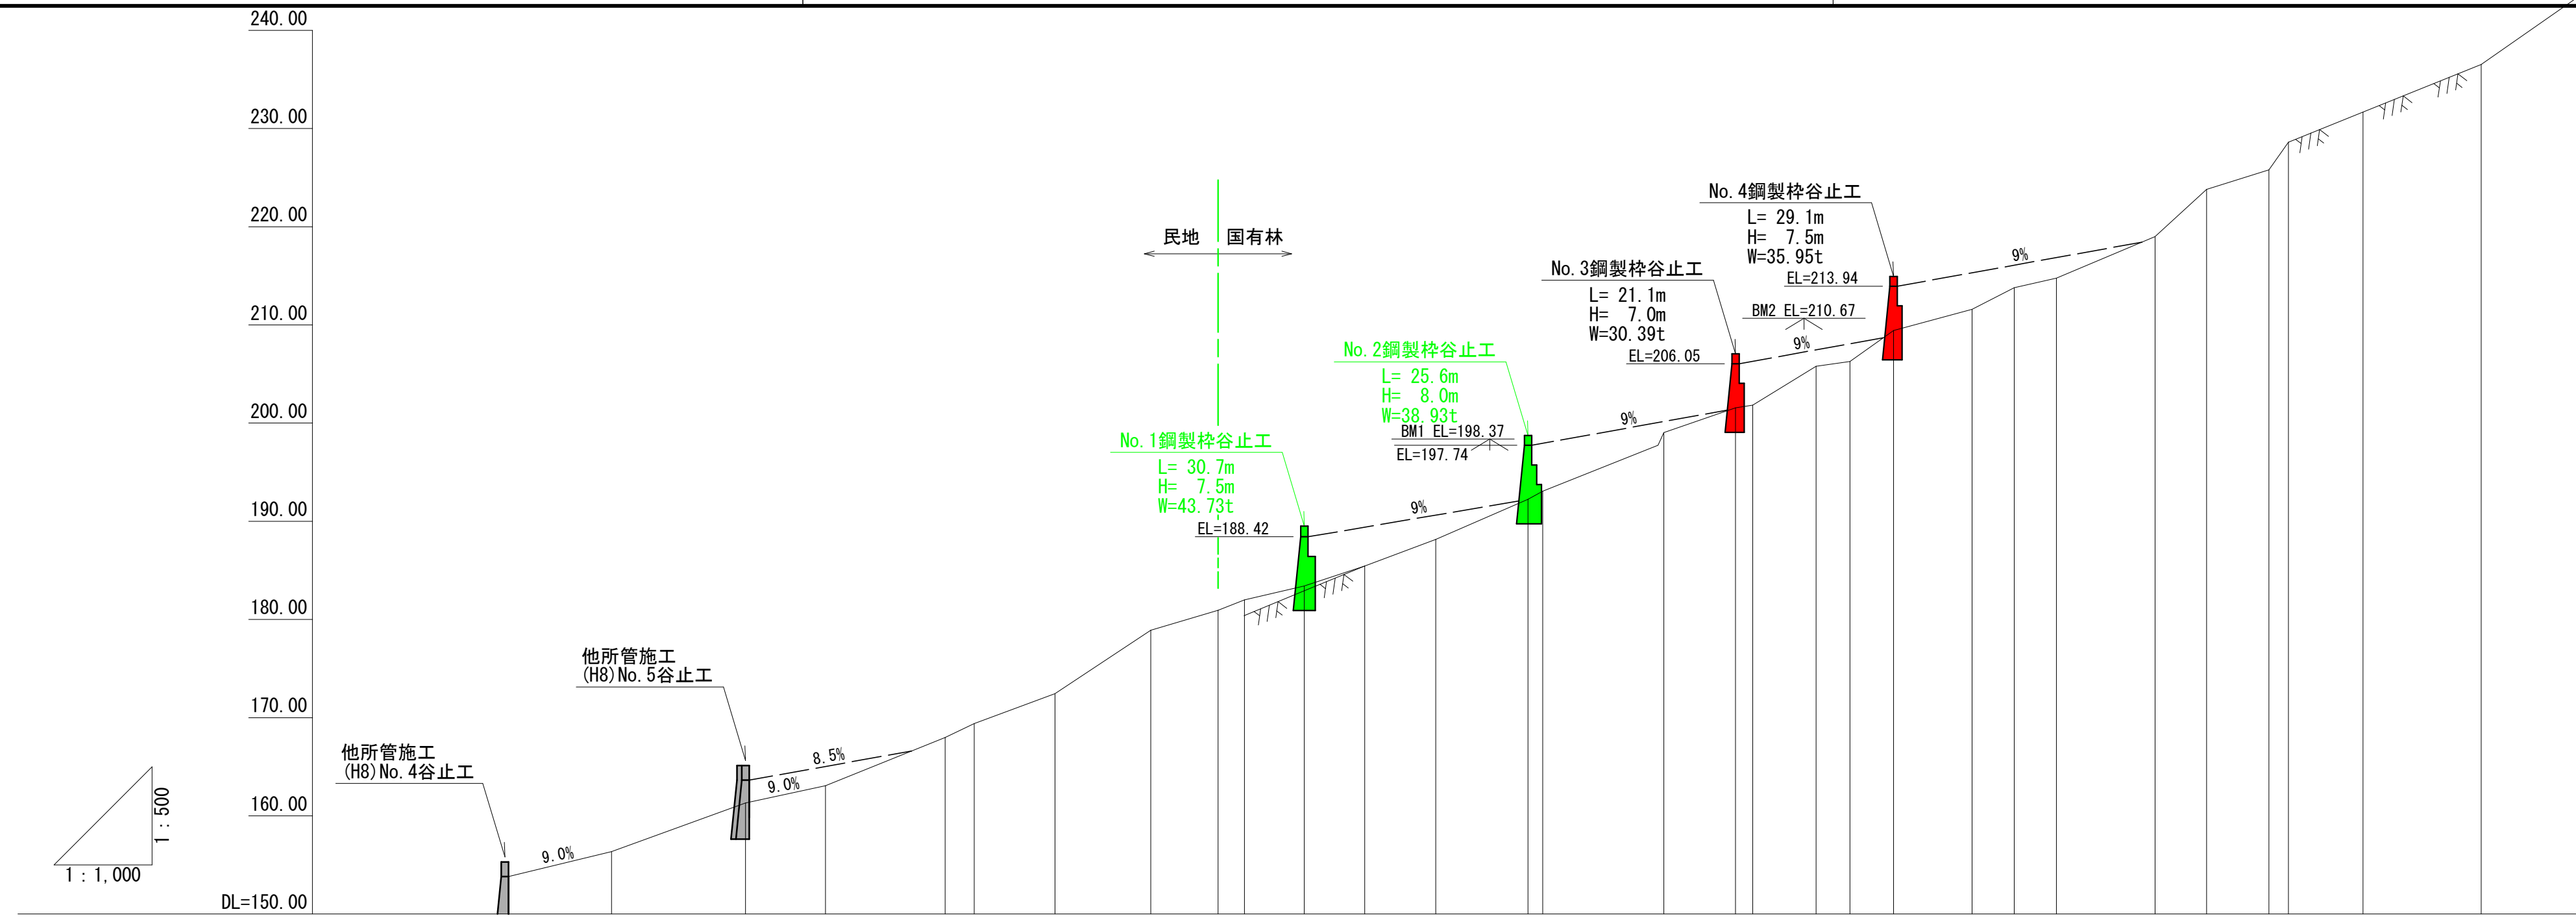 240.00
230.00
220.00
210.00
200.00
190.00
180.00
170.00
160.00
DL=150.00
1 : 500
1 : 1,000
他所管施工
(H8)No.4谷止工
9.0%
他所管施工
(H8)No.5谷止工
8.5%
9.0%
民地
国有林
No.1鋼製枠谷止工
L= 30.7m
H= 7.5m
W=43.73t
EL=188.42
9%
No.2鋼製枠谷止工
L= 25.6m
H= 8.0m
W=38.93t
BM1 EL=198.37
EL=197.74
9%
No.3鋼製枠谷止工
L= 21.1m
H= 7.0m
W=30.39t
EL=206.05
9%
No.4鋼製枠谷止工
L= 29.1m
H= 7.5m
W=35.95t
EL=213.94
BM2 EL=210.67
9%